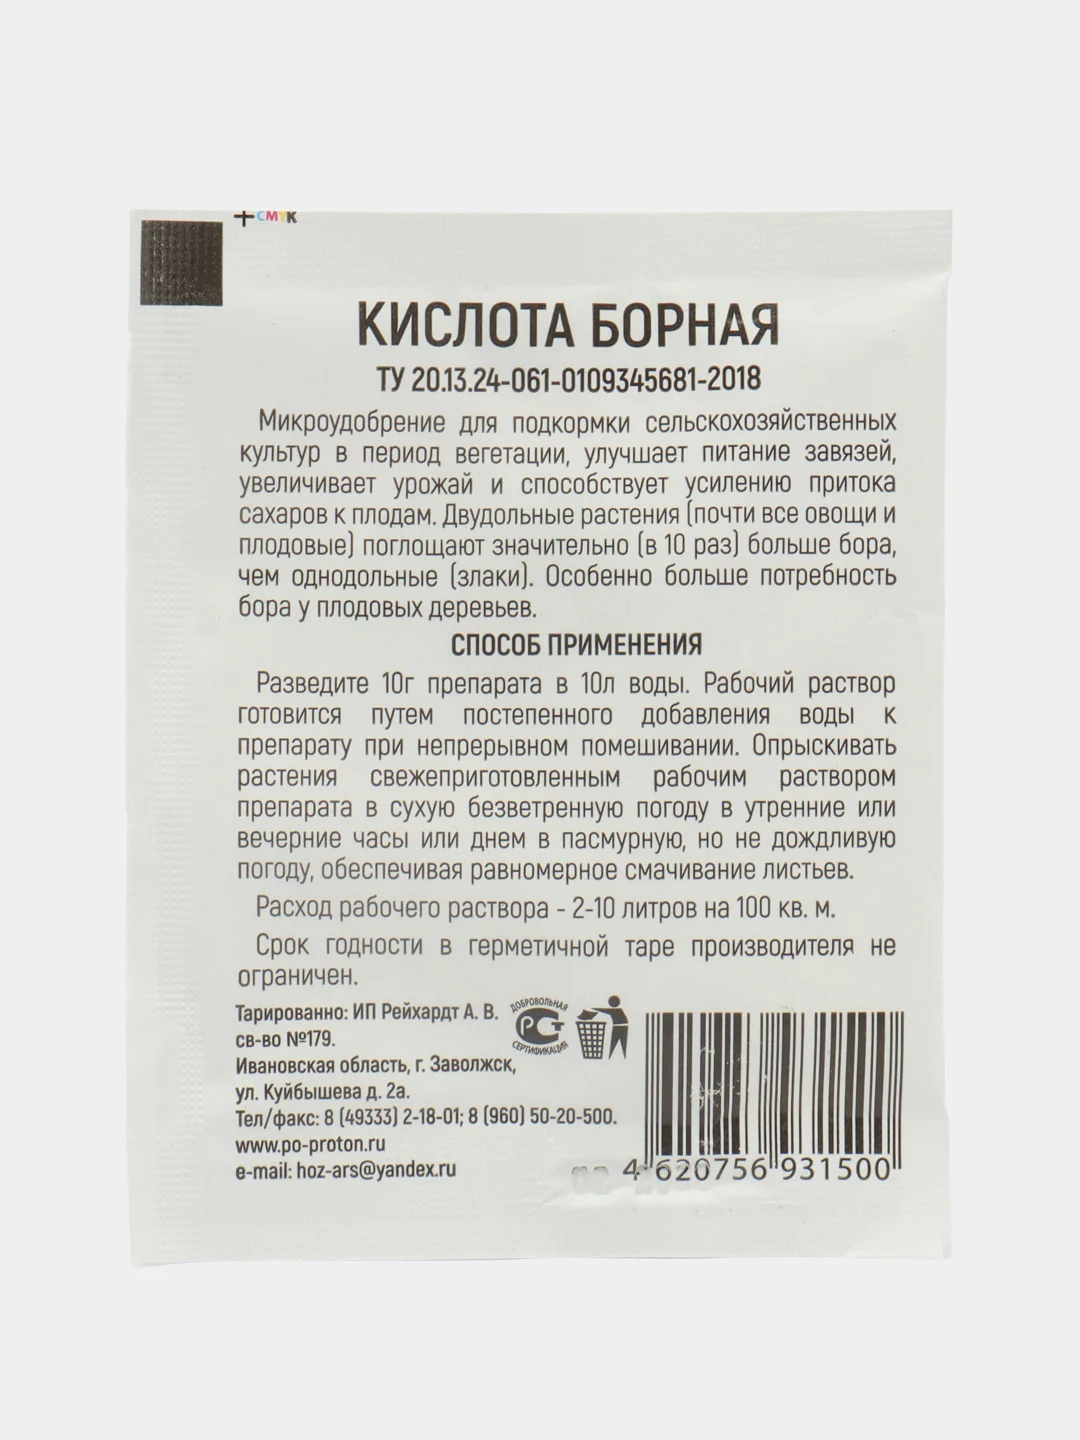 +CMYK
КИСЛОТА БОРНАЯ
ТУ 20.13.24-061-0109345681-2018
Микроудобрение для подкормки сельскохозяйственных
культур в период вегетации, улучшает питание завязей,
увеличивает урожай и способствует усилению притока
сахаров к плодам. Двудольные растения (почти все овощи и
плодовые) поглощают значительно (в 10 раз) больше бора,
чем однодольные (злаки). Особенно больше потребность
бора у плодовых деревьев.
СПОСОБ ПРИМЕНЕНИЯ
Разведите 10г препарата в 10л воды. Рабочий раствор
готовится путем постепенного добавления воды к
препарату при непрерывном помешивании. Опрыскивать
растения свежеприготовленным рабочим раствором
препарата в сухую безветренную погоду в утренние или
вечерние часы или днем в пасмурную, но не дождливую
погоду, обеспечивая равномерное смачивание листьев.
Расход рабочего раствора - 2-10 литров на 100 кв. м.
Срок годности в герметичной таре производителя не
ограничен.
Тарированно: ИП Рейхардт А. В.
св-во №179.
Ивановская область, г. Заволжск,
ул. Куйбышева д. 2а.
Тел/факс: 8 (49333) 2-18-01; 8 (960) 50-20-500.
www.po-proton.ru
e-mail: hoz-ars@yandex.ru
ДОБРОВОЛЬНАЯ
РСТ
СЕРТИФИКАЦИЯ
4 620756 931500